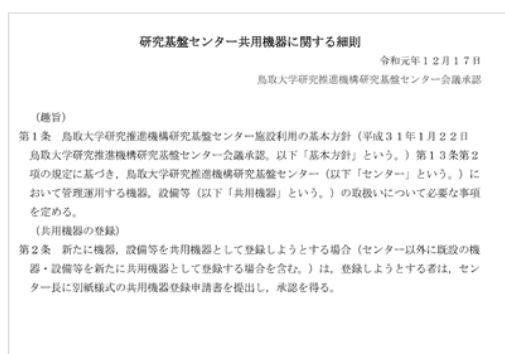 研究基盤センター共用機器に関する細則
令和元年１２月１７日
鳥取大学研究推進機構研究基盤センター会議承認
（趣旨）
第１条　鳥取大学研究推進機構研究基盤センター施設利用の基本方針（平成３１年１月２２日
鳥取大学研究推進機構研究基盤センター会議承認。以下「基本方針」という。）第１３条第２
項の規定に基づき，鳥取大学研究推進機構研究基盤センター（以下「センター」という。）に
おいて管理運用する機器，設備等（以下「共用機器」という。）の取扱いについて必要な事項
を定める。
（共用機器の登録）
第２条　新たに機器，設備等を共用機器として登録しようとする場合（センター以外に既設の機
器・設備等を新たに共用機器として登録する場合を含む。）は，登録しようとする者は，セン
ター長に別紙様式の共用機器登録申請書を提出し，承認を得る。